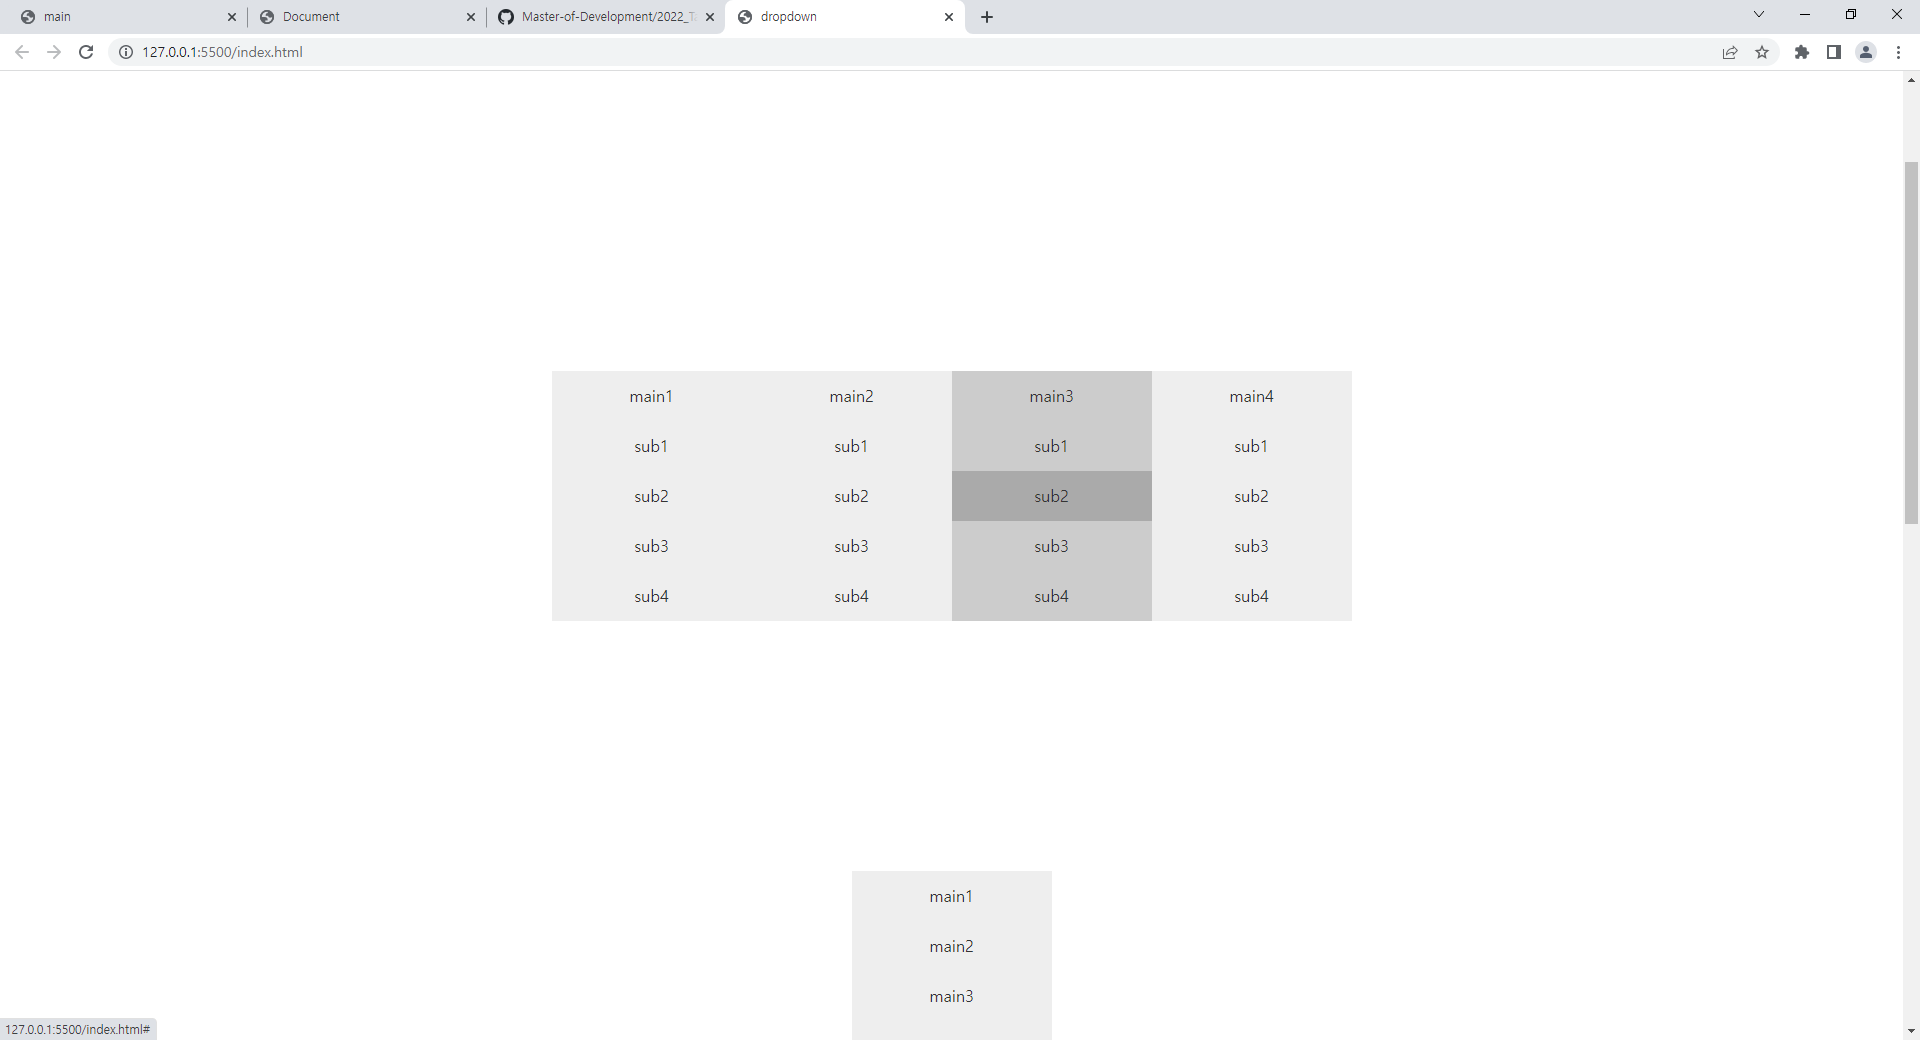 main
Document
Master-of-Development/2022_T
dropdown
127.0.0.1:5500/index.html
main1 main2 main3 main4
sub1 sub1 sub1 sub1
sub2 sub2 sub2 sub2
sub3 sub3 sub3 sub3
sub4 sub4 sub4 sub4
main1
main2
main3
127.0.0.1:5500/index.html#